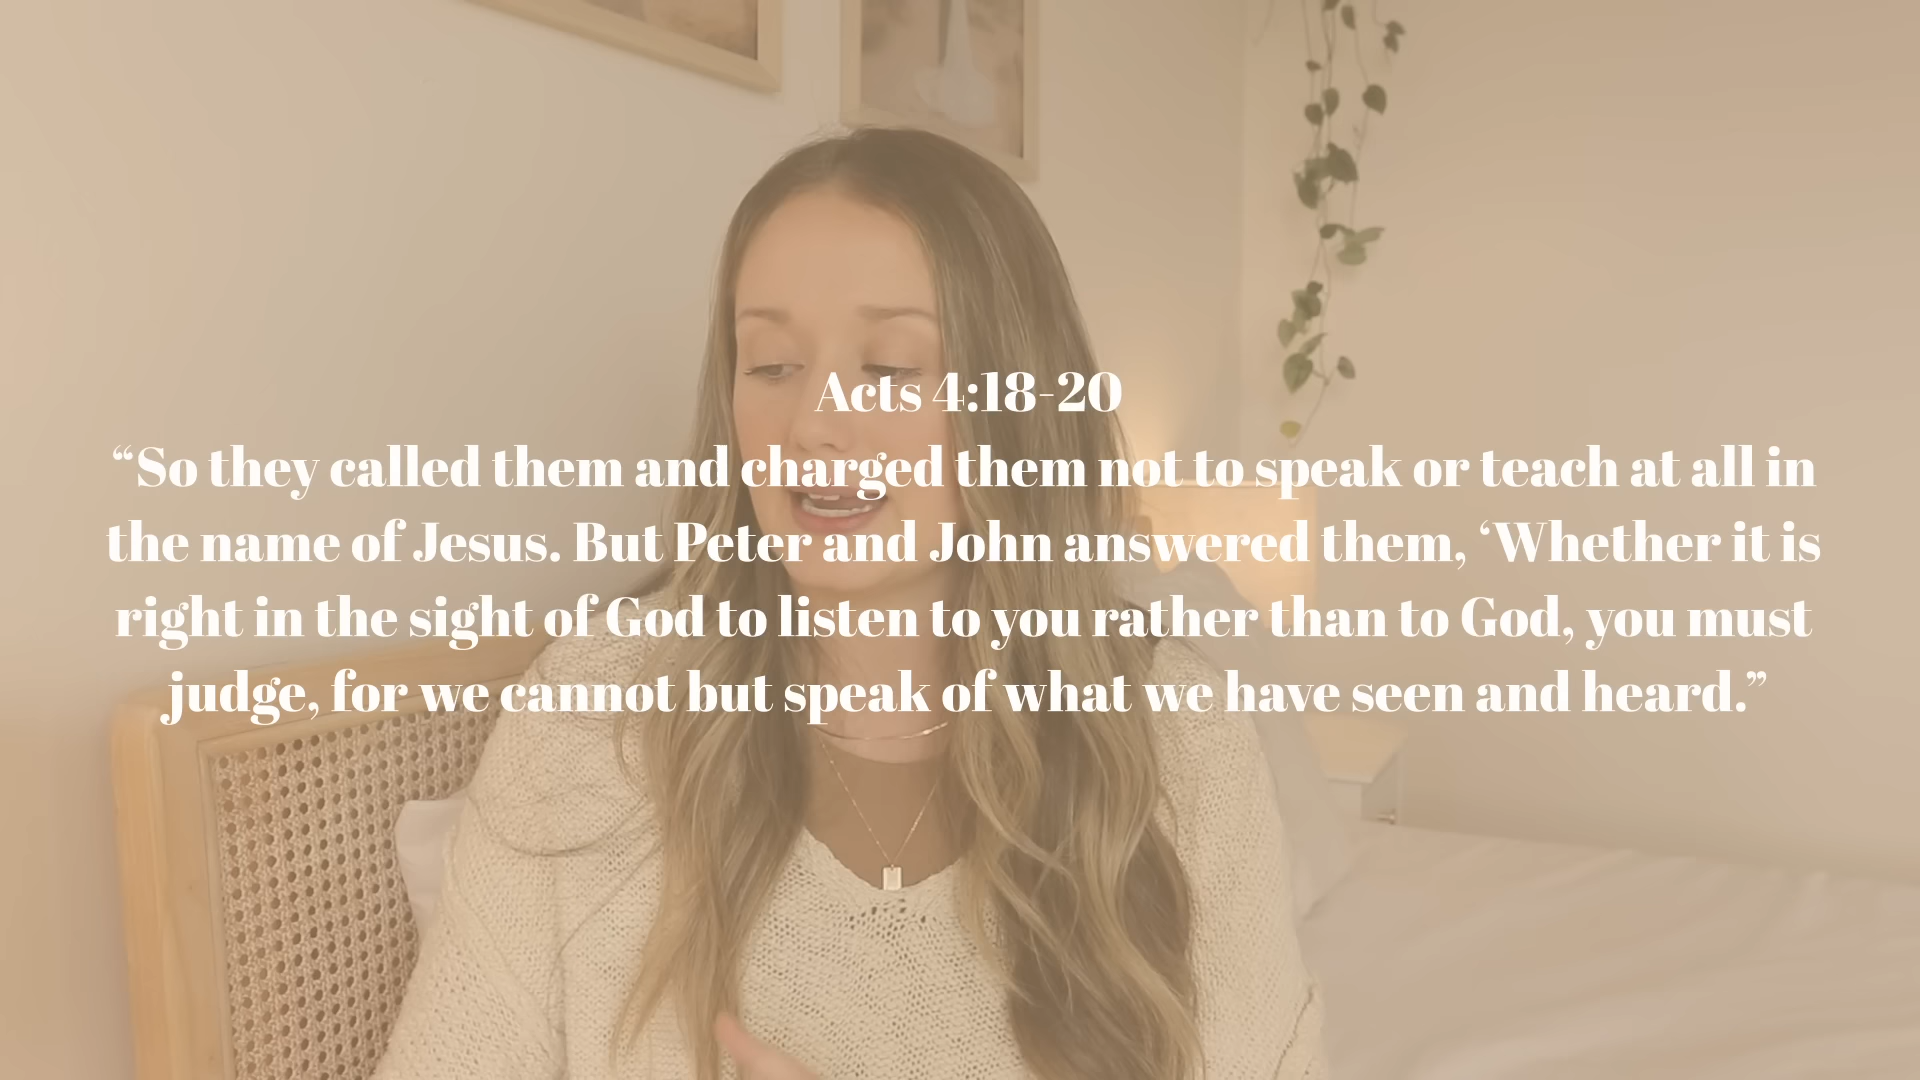 Acts 4:18-20
“So they called them and charged them not to speak or teach at all in
the name of Jesus. But Peter and John answered them, ‘Whether it is
right in the sight of God to listen to you rather than to God, you must
judge, for we cannot but speak of what we have seen and heard.”